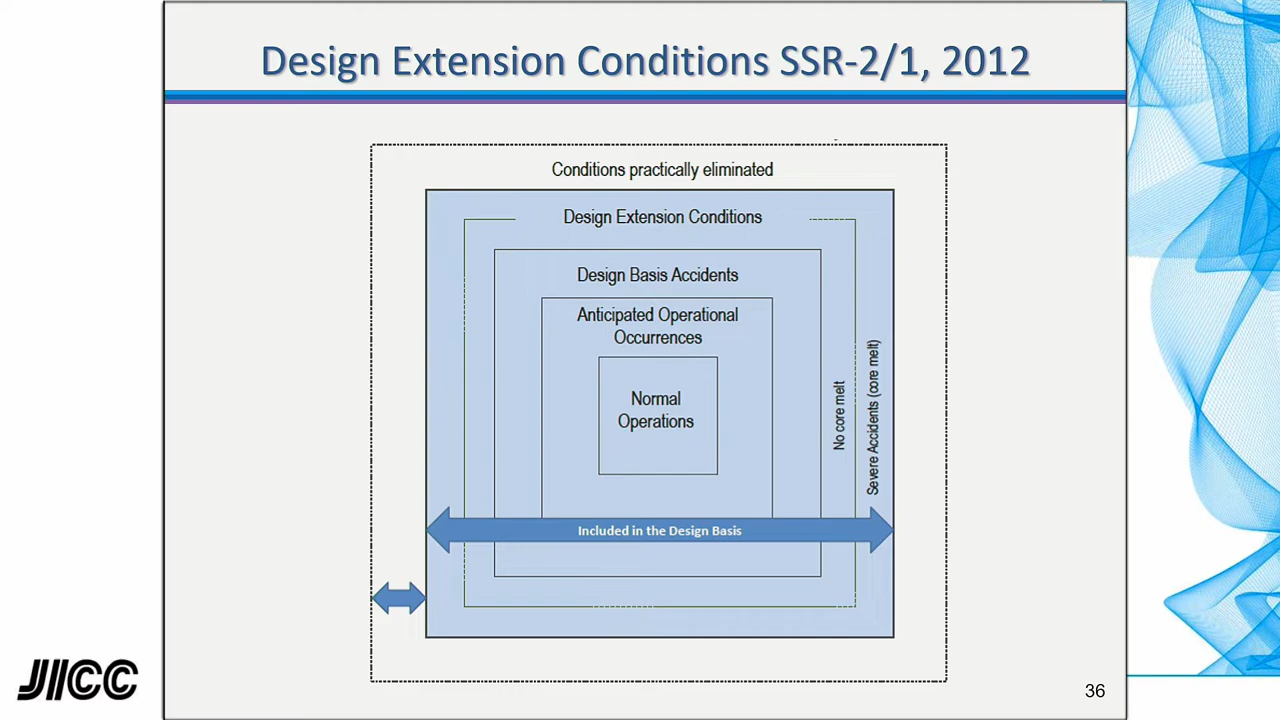 Design Extension Conditions SSR-2/1, 2012
Conditions practically eliminated
Design Extension Conditions
Design Basis Accidents
Anticipated Operational
Occurrences
Normal
Operations
No core melt
Severe Accidents (core melt)
Included in the Design Basis
JICC
36